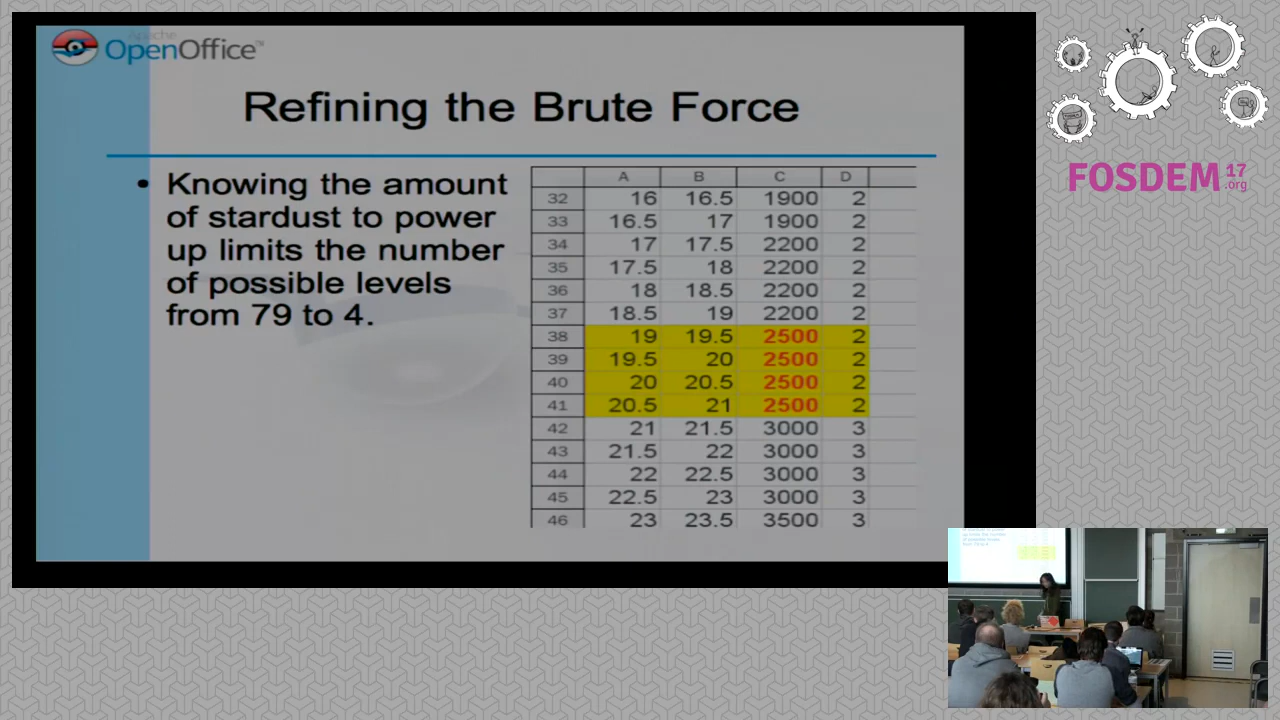 Apache
OpenOffice™
Refining the Brute Force
• Knowing the amount
of stardust to power
up limits the number
of possible levels
from 79 to 4.
A B C D
32 16 16.5 1900 2
33 16.5 17 1900 2
34 17 17.5 2200 2
35 17.5 18 2200 2
36 18 18.5 2200 2
37 18.5 19 2200 2
38 19 19.5 2500 2
39 19.5 20 2500 2
40 20 20.5 2500 2
41 20.5 21 2500 2
42 21 21.5 3000 3
43 21.5 22 3000 3
44 22 22.5 3000 3
45 22.5 23 3000 3
46 23 23.5 3500 3
FOSDEM 17
.org